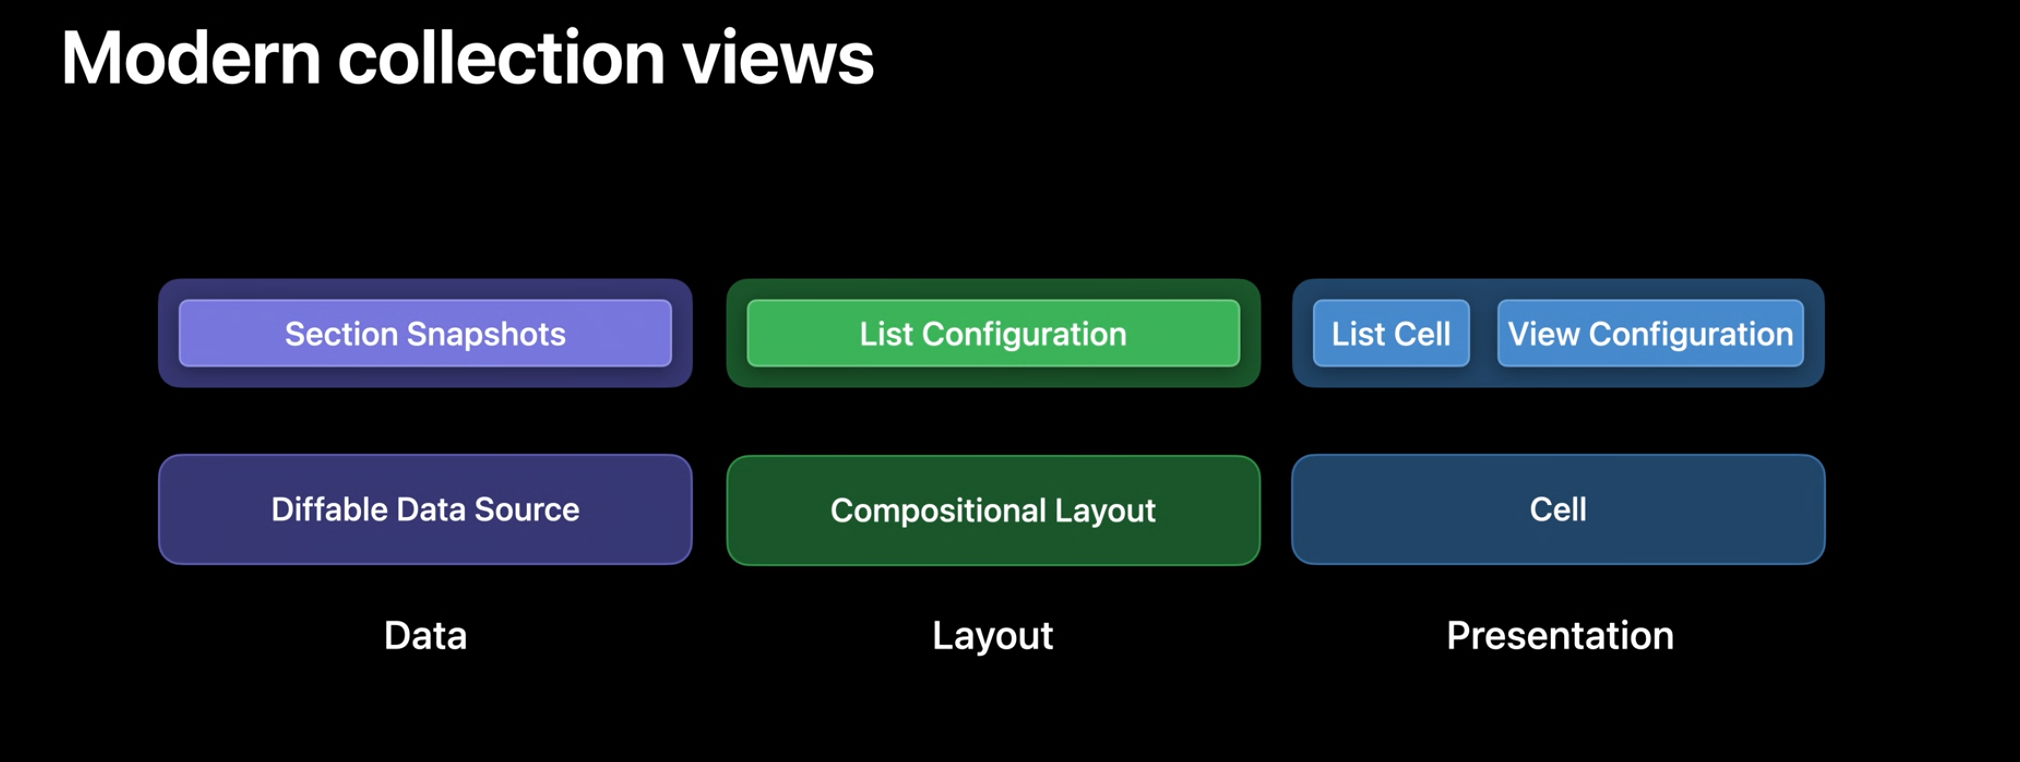 Modern collection views
Section Snapshots
List Configuration
List Cell
View Configuration
Diffable Data Source
Compositional Layout
Cell
Data
Layout
Presentation